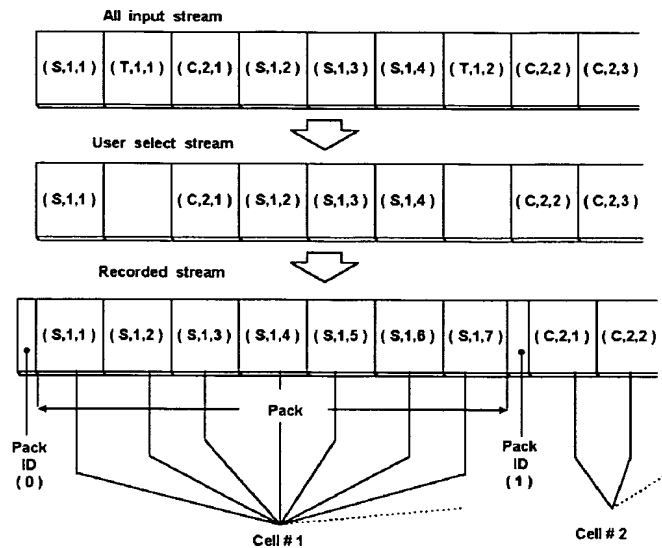 All input stream
( S,1,1 ) ( T,1,1 ) ( C,2,1 ) ( S,1,2 ) ( S,1,3 ) ( S,1,4 ) ( T,1,2 ) ( C,2,2 ) ( C,2,3 )
User select stream
( S,1,1 ) ( C,2,1 ) ( S,1,2 ) ( S,1,3 ) ( S,1,4 ) ( C,2,2 ) ( C,2,3 )
Recorded stream
( S,1,1 ) ( S,1,2 ) ( S,1,3 ) ( S,1,4 ) ( S,1,5 ) ( S,1,6 ) ( S,1,7 ) ( C,2,1 ) ( C,2,2 )
Pack
Pack
ID
( 0 )
Pack
ID
( 1 )
Cell # 1
Cell # 2